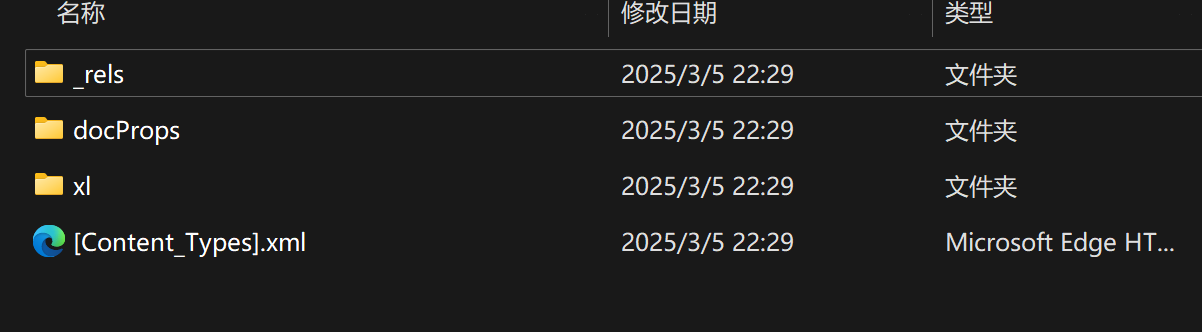 名称 修改日期 类型
_rels 2025/3/5 22:29 文件夹
docProps 2025/3/5 22:29 文件夹
xl 2025/3/5 22:29 文件夹
[Content_Types].xml 2025/3/5 22:29 Microsoft Edge HT...